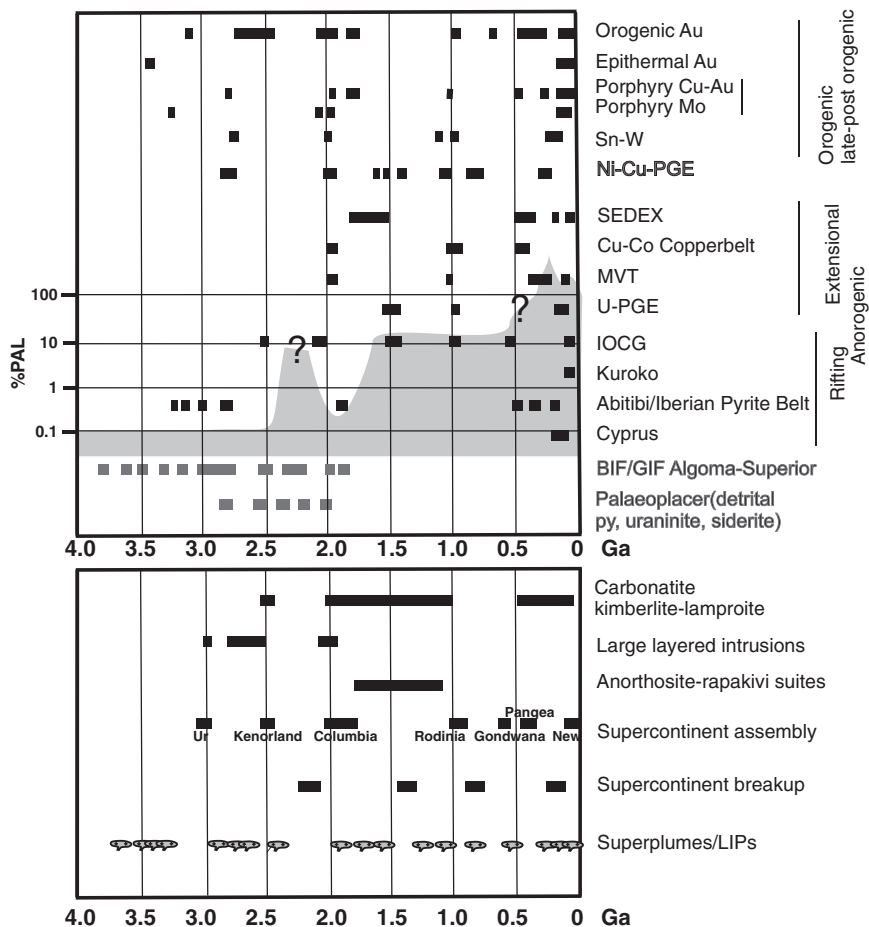 Orogenic Au
Epithermal Au
Porphyry Cu-Au
Porphyry Mo
Sn-W
Ni-Cu-PGE
SEDEX
Cu-Co Copperbelt
MVT
U-PGE
IOCG
Kuroko
Abitibi/Iberian Pyrite Belt
Cyprus
BIF/GIF Algoma-Superior
Palaeoplacer(detrital
py, uraninite, siderite)
Orogenic
late-post orogenic
Extensional
Anorogenic
Rifting
%PAL
100
10
1
0.1
?
?
4.0 3.5 3.0 2.5 2.0 1.5 1.0 0.5 0 Ga
Carbonatite
kimberlite-lamproite
Large layered intrusions
Anorthosite-rapakivi suites
Supercontinent assembly
Pangea
Ur Kenorland Columbia Rodinia Gondwana New
Supercontinent breakup
Superplumes/LIPs
4.0 3.5 3.0 2.5 2.0 1.5 1.0 0.5 0 Ga